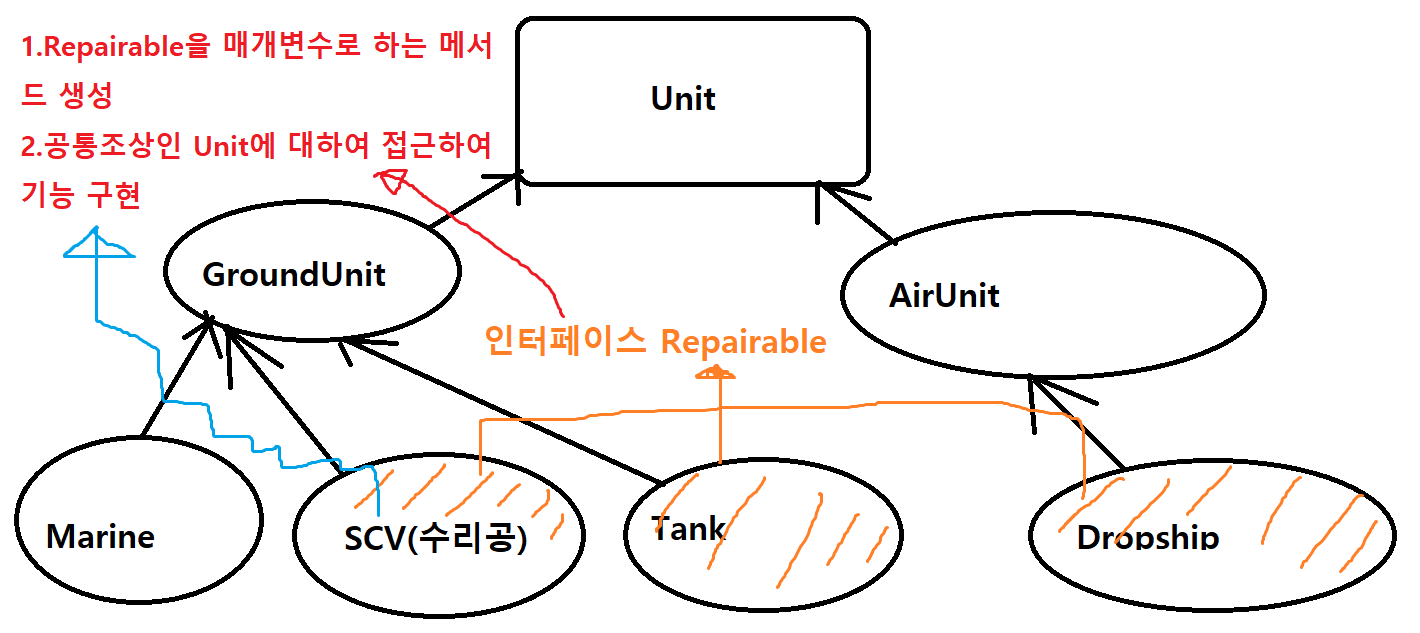 1.Repairable을 매개변수로 하는 메서
드 생성
2.공통조상인 Unit에 대하여 접근하여
기능 구현
Unit
GroundUnit
AirUnit
인터페이스 Repairable
Marine
SCV(수리공)
Tank
Dropship